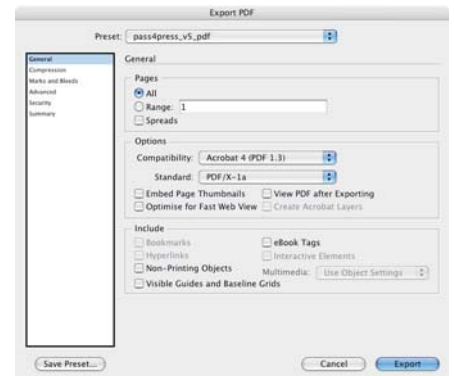 Export PDF
Preset: pass4press_v5_pdf
General
Compression
Marks and Bleeds
Advanced
Security
Summary
General
Pages
All
Range: 1
Spreads
Options
Compatibility: Acrobat 4 (PDF 1.3)
Standard: PDF/X-1a
Embed Page Thumbnails View PDF after Exporting
Optimise for Fast Web View Create Acrobat Layers
Include
Bookmarks eBook Tags
Hyperlinks Interactive Elements
Non-Printing Objects Multimedia: Use Object Settings
Visible Guides and Baseline Grids
Save Preset... Cancel Export